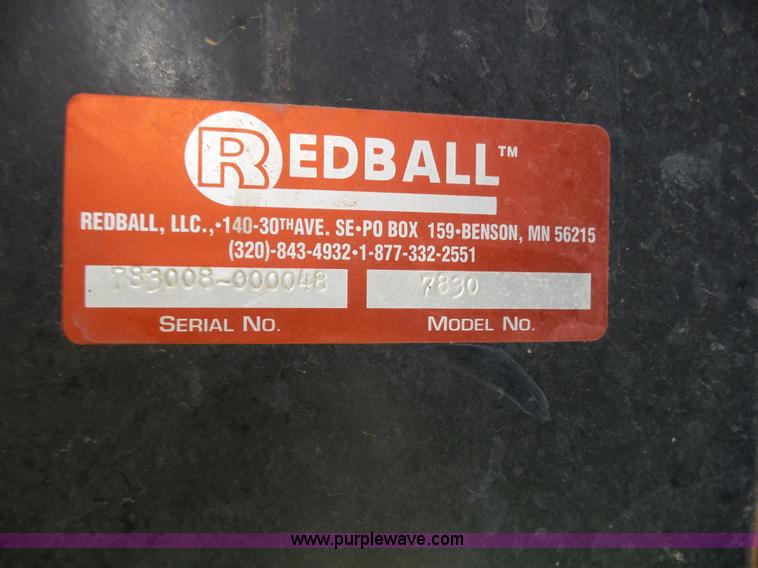 REDBALL™
REDBALL, LLC.,•140-30TH AVE. SE•PO BOX 159•BENSON, MN 56215
(320)-843-4932•1-877-332-2551
783008-000048 7830
SERIAL NO. MODEL NO.
www.purplewave.com